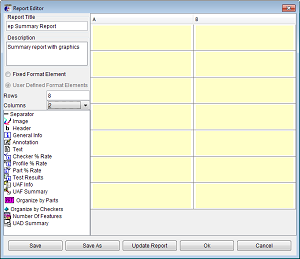 Report Editor
Report Title
ep Summary Report
Description
Summary report with graphics
Fixed Format Element
User Defined Format Elements
Rows 8
Columns 2
A B
Separator
Image
Header
General Info
Annotation
Text
Checker % Rate
Profile % Rate
Part % Rate
Test Results
UAF Info
UAF Summary
Organize by Parts
Organize by Checkers
Number Of Features
UAD Summary
Save Save As Update Report Ok Cancel